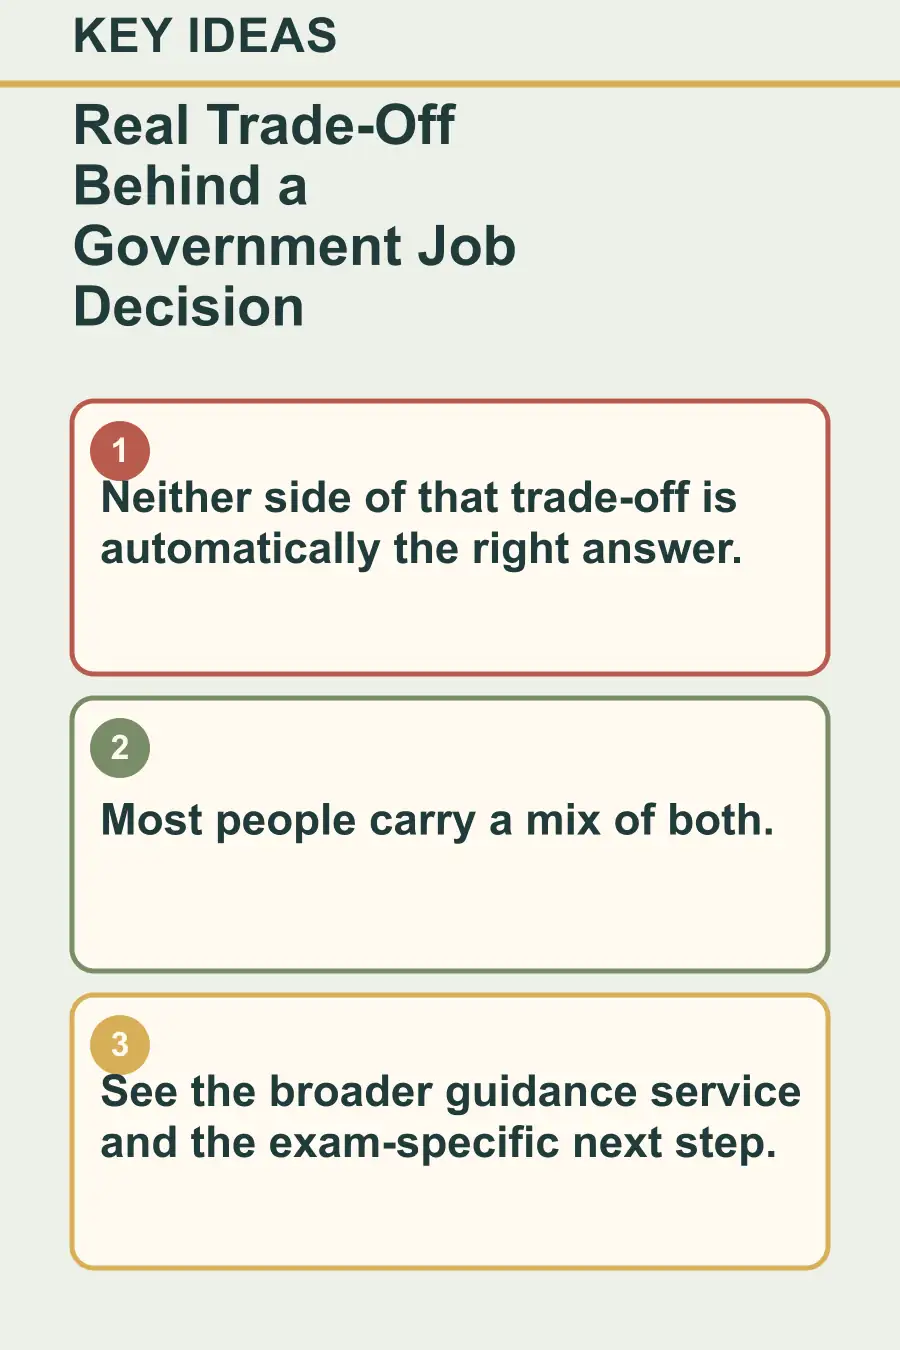 KEY IDEAS
Real Trade-Off
Behind a
Government Job
Decision
1
Neither side of that trade-off is
automatically the right answer.
2
Most people carry a mix of both.
3
See the broader guidance service
and the exam-specific next step.